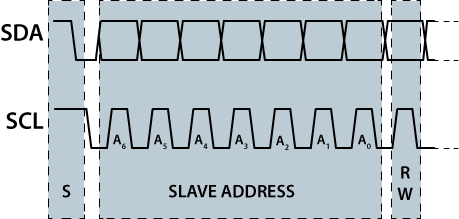 SDA
SCL
A6 A5 A4 A3 A2 A1 A0
S SLAVE ADDRESS R
W